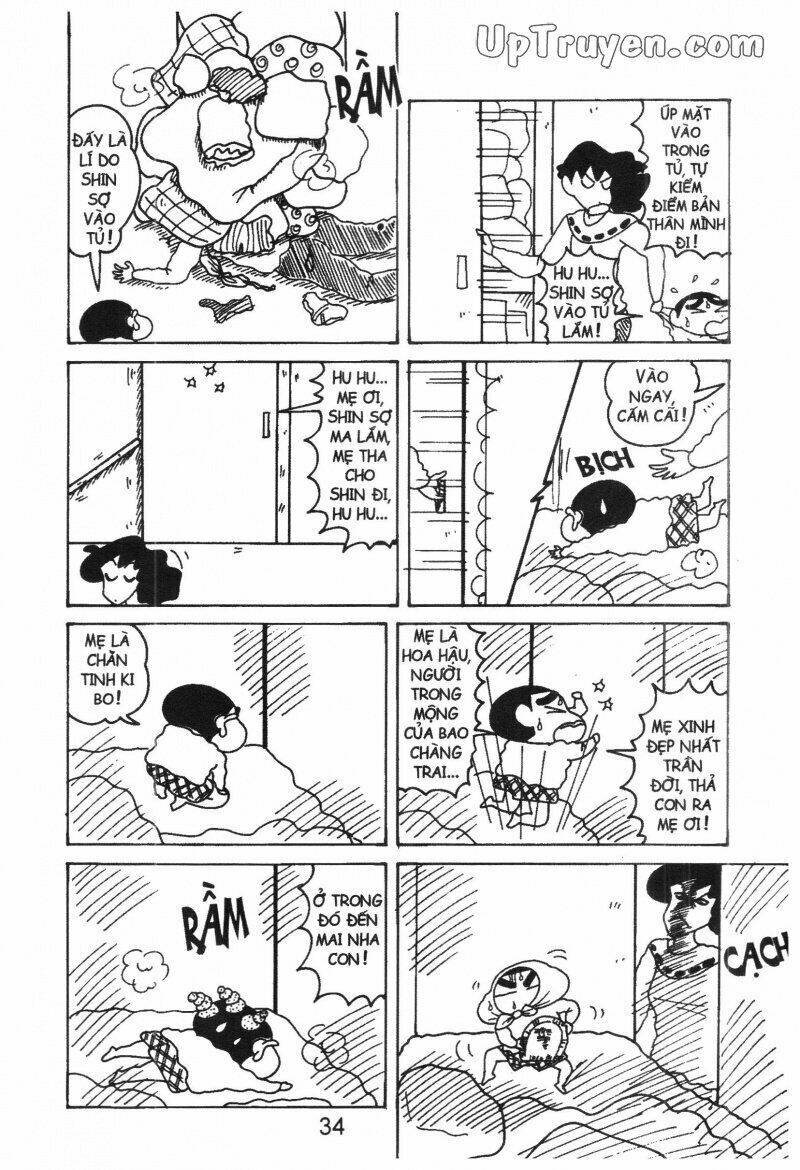 UpTruyen.com
ÚP MẶT
VÀO
TRONG
TỦ, TỰ
KIỂM
ĐIỂM BẢN
THÂN MÌNH
ĐI!
HU HU...
SHIN SỢ
VÀO TỦ
LẮM!
RẦM
ĐẤY LÀ
LÍ DO
SHIN
SỢ
VÀO
TỦ!
VÀO
NGAY,
CẤM CÃI!
BỊCH
HU HU...
MẸ ƠI,
SHIN SỢ
MA LẮM,
MẸ THA
CHO
SHIN ĐI,
HU HU...
MẸ XINH
ĐẸP NHẤT
TRẦN
ĐỜI, THẢ
CON RA
MẸ ƠI!
MẸ LÀ
HOA HẬU,
NGƯỜI
TRONG
MỘNG
CỦA BAO
CHÀNG
TRAI...
MẸ LÀ
CHẰN
TINH KI
BO!
CẠCH
Ở TRONG
ĐÓ ĐẾN
MAI NHA
CON!
RẦM
34